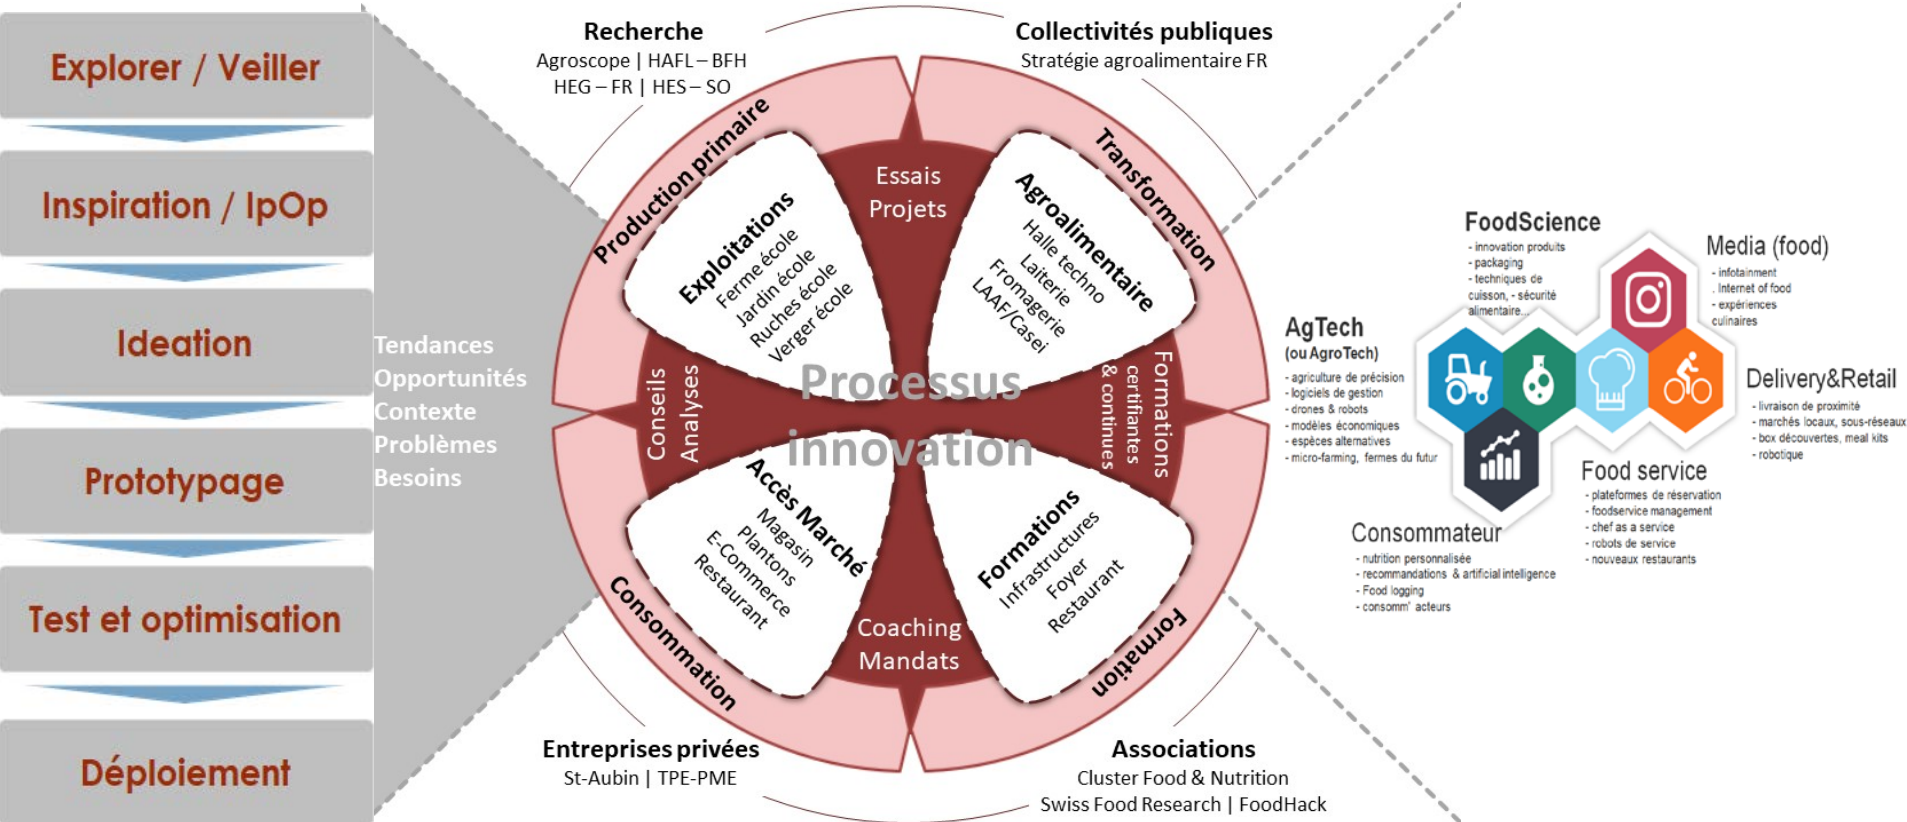 Explorer / Veiller
Inspiration / IpOp
Ideation
Prototypage
Test et optimisation
Déploiement
Tendances
Opportunités
Contexte
Problèmes
Besoins
Recherche
Agroscope | HAFL – BFH
HEG – FR | HES – SO
Collectivités publiques
Stratégie agroalimentaire FR
Production primaire
Exploitations
Ferme école
Jardin école
Ruches école
Verger école
Essais
Projets
Transformation
Agroalimentaire
Halle techno
Laiterie
Fromagerie
LAAF/Casei
Conseils
Analyses
Processus
innovation
Formations
certifiantes
& continues
Accès Marché
Magasin
Plantons
E-Commerce
Restaurant
Consommation
Coaching
Mandats
Formations
Infrastructures
Foyer
Restaurant
Formation
Entreprises privées
St-Aubin | TPE-PME
Associations
Cluster Food & Nutrition
Swiss Food Research | FoodHack
FoodScience
- innovation produits
- packaging
- techniques de
cuisson, - sécurité
alimentaire...
Media (food)
- infotainment
. Internet of food
- expériences
culinaires
AgTech
(ou AgroTech)
- agriculture de précision
- logiciels de gestion
- drones & robots
- modèles économiques
- espèces alternatives
- micro-farming, fermes du futur
Delivery&Retail
- livraison de proximité
- marchés locaux, sous-réseaux
- box découvertes, meal kits
- robotique
Food service
- plateformes de réservation
- foodservice management
- chef as a service
- robots de service
- nouveaux restaurants
Consommateur
- nutrition personnalisée
- recommandations & artificial intelligence
- Food logging
- consomm' acteurs